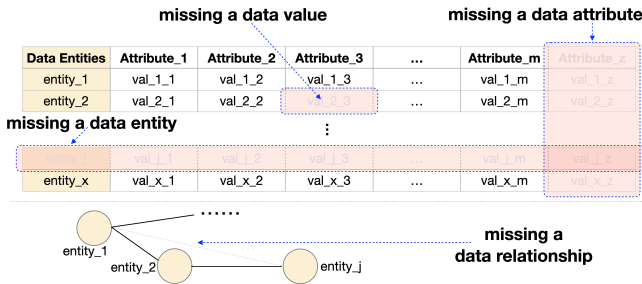 missing a data value
missing a data attribute
Data Entities Attribute_1 Attribute_2 Attribute_3 ... Attribute_m Attribute_z
entity_1 val_1_1 val_1_2 val_1_3 ... val_1_m val_1_z
entity_2 val_2_1 val_2_2 val_2_3 ... val_2_m val_2_z
...
missing a data entity
entity_j val_j_1 val_j_2 val_j_3 ... val_j_m val_j_z
entity_x val_x_1 val_x_2 val_x_3 ... val_x_m val_x_z
......
entity_1
entity_2
entity_j
missing a
data relationship